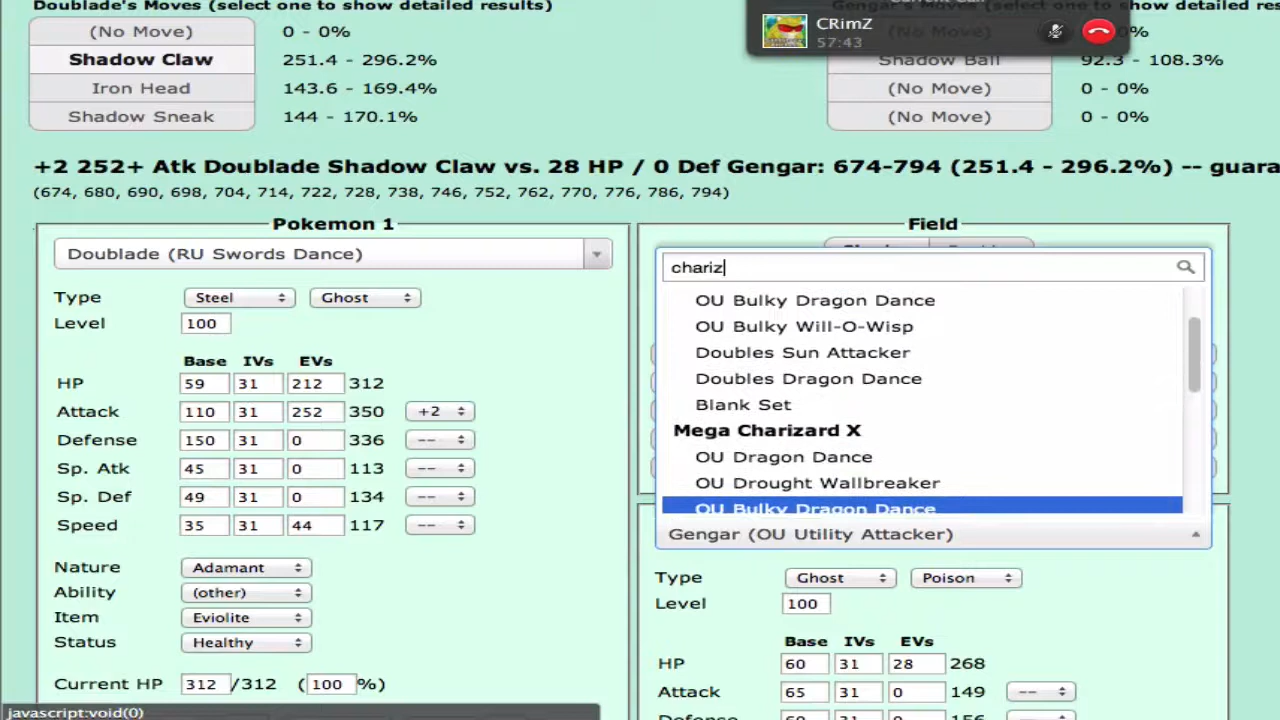 Doublade's Moves (select one to show detailed results)
(No Move) 0 - 0%
Shadow Claw 251.4 - 296.2%
Iron Head 143.6 - 169.4%
Shadow Sneak 144 - 170.1%
CRimZ
57:43
Shadow Ball 92.3 - 108.3%
(No Move) 0 - 0%
(No Move) 0 - 0%
+2 252+ Atk Doublade Shadow Claw vs. 28 HP / 0 Def Gengar: 674-794 (251.4 - 296.2%) -- guara
(674, 680, 690, 698, 704, 714, 722, 728, 738, 746, 752, 762, 770, 776, 786, 794)
Pokemon 1
Doublade (RU Swords Dance)
Type Steel Ghost
Level 100
Base IVs EVs
HP 59 31 212 312
Attack 110 31 252 350 +2
Defense 150 31 0 336 --
Sp. Atk 45 31 0 113 --
Sp. Def 49 31 0 134 --
Speed 35 31 44 117 --
Nature Adamant
Ability (other)
Item Eviolite
Status Healthy
Current HP 312 /312 ( 100 %)
javascript:void(0)
Field
chariz
OU Bulky Dragon Dance
OU Bulky Will-O-Wisp
Doubles Sun Attacker
Doubles Dragon Dance
Blank Set
Mega Charizard X
OU Dragon Dance
OU Drought Wallbreaker
OU Bulky Dragon Dance
Gengar (OU Utility Attacker)
Type Ghost Poison
Level 100
Base IVs EVs
HP 60 31 28 268
Attack 65 31 0 149 --